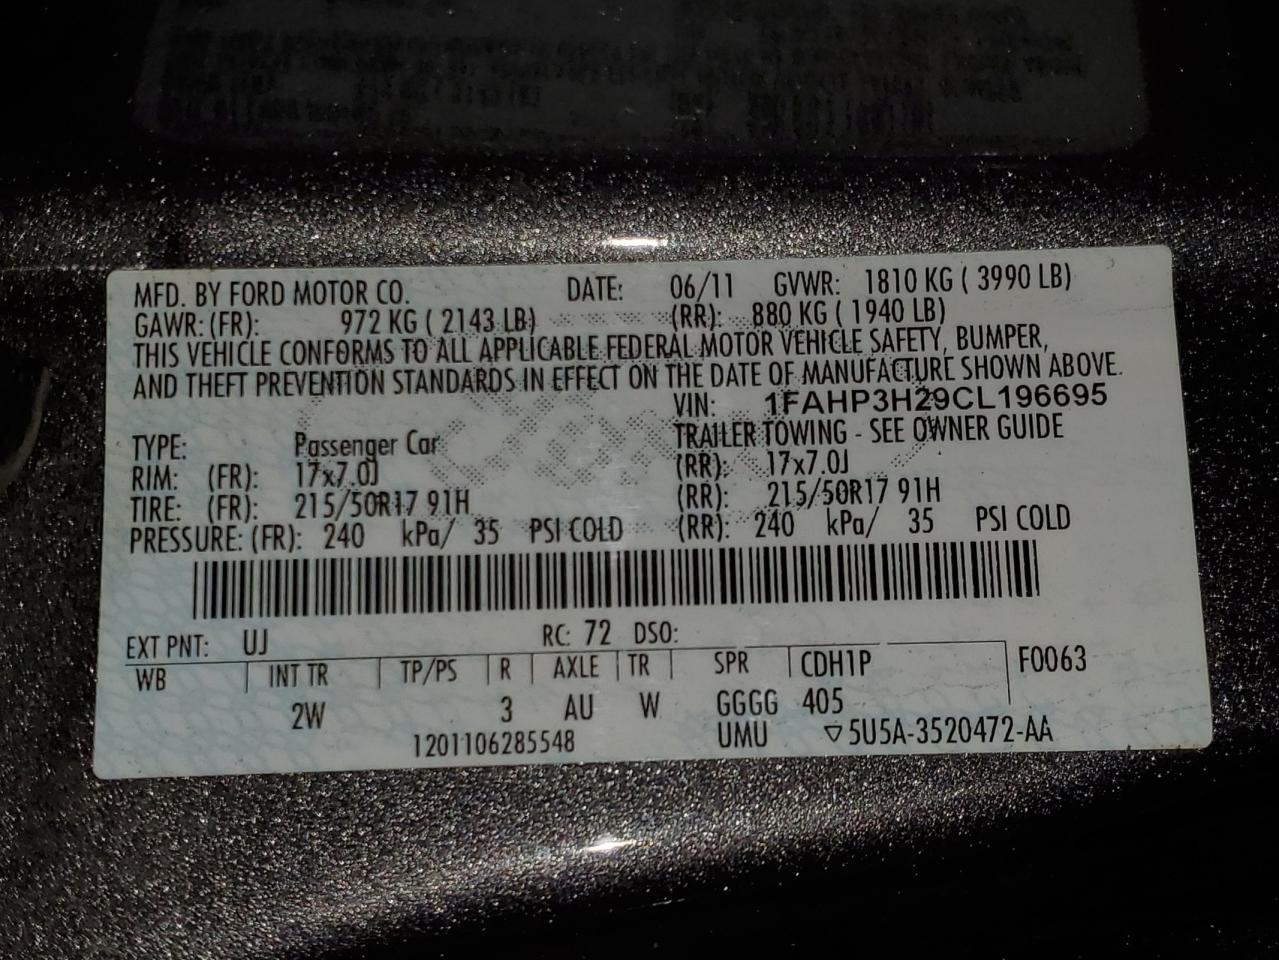 MFD. BY FORD MOTOR CO. DATE: 06/11 GVWR: 1810 KG ( 3990 LB)
GAWR: (FR): 972 KG ( 2143 LB) (RR): 880 KG ( 1940 LB)
THIS VEHICLE CONFORMS TO ALL APPLICABLE FEDERAL MOTOR VEHICLE SAFETY, BUMPER,
AND THEFT PREVENTION STANDARDS IN EFFECT ON THE DATE OF MANUFACTURE SHOWN ABOVE.
VIN: 1FAHP3H29CL196695
TYPE: Passenger Car TRAILER TOWING - SEE OWNER GUIDE
RIM: (FR): 17x7.0J (RR): 17x7.0J
TIRE: (FR): 215/50R17 91H (RR): 215/50R17 91H
PRESSURE: (FR): 240 kPa/ 35 PSI COLD (RR): 240 kPa/ 35 PSI COLD
EXT PNT: UJ RC: 72 DSO:
WB INT TR TP/PS R AXLE TR SPR CDH1P F0063
2W 3 AU W GGGG 405
1201106285548 UMU ▽5U5A-3520472-AA